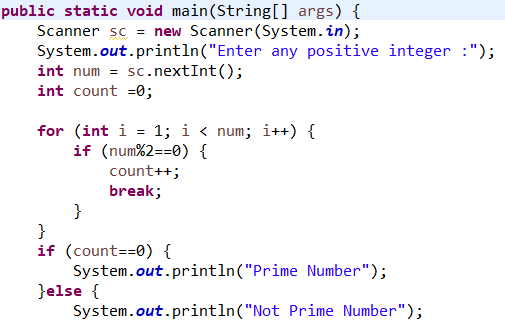 public static void main(String[] args) {
Scanner sc = new Scanner(System.in);
System.out.println("Enter any positive integer :");
int num = sc.nextInt();
int count =0;
for (int i = 1; i < num; i++) {
if (num%2==0) {
count++;
break;
}
}
if (count==0) {
System.out.println("Prime Number");
}else {
System.out.println("Not Prime Number");